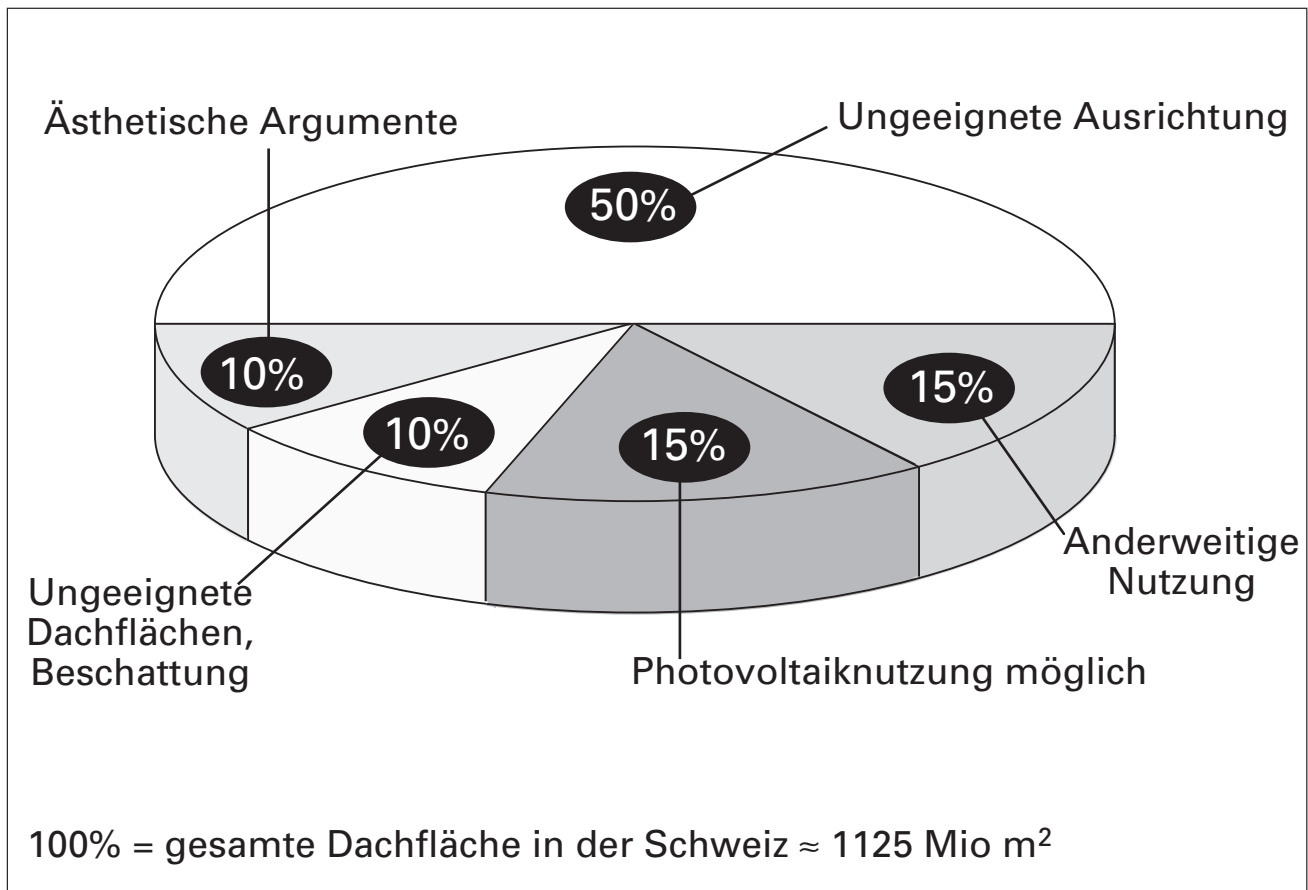 Ästhetische Argumente
Ungeeignete Ausrichtung
50%
10%
10%
15%
15%
Ungeeignete
Dachflächen,
Beschattung
Photovoltaiknutzung möglich
Anderweitige
Nutzung
100% = gesamte Dachfläche in der Schweiz ≈ 1125 Mio m²